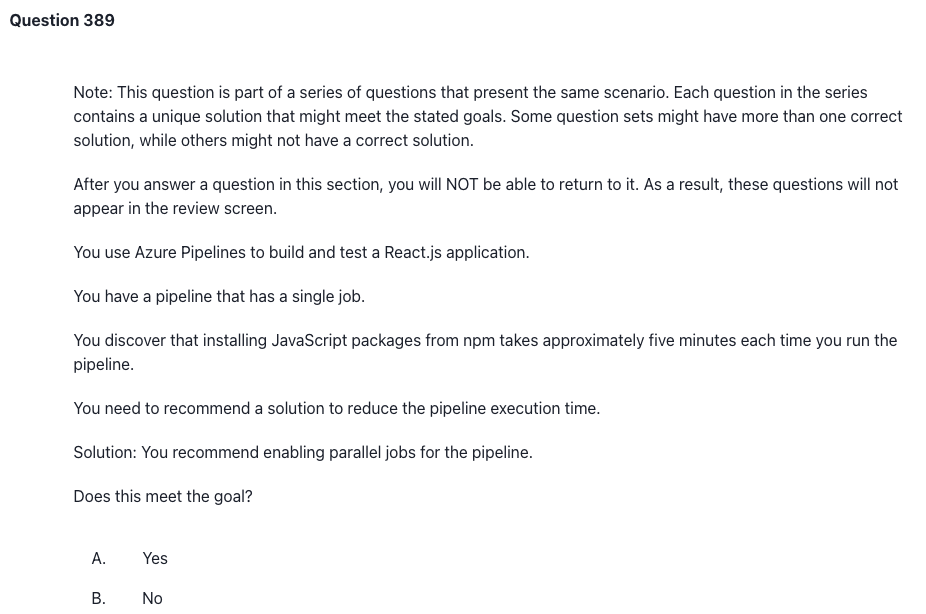 Question 389
Note: This question is part of a series of questions that present the same scenario. Each question in the series
contains a unique solution that might meet the stated goals. Some question sets might have more than one correct
solution, while others might not have a correct solution.
After you answer a question in this section, you will NOT be able to return to it. As a result, these questions will not
appear in the review screen.
You use Azure Pipelines to build and test a React.js application.
You have a pipeline that has a single job.
You discover that installing JavaScript packages from npm takes approximately five minutes each time you run the
pipeline.
You need to recommend a solution to reduce the pipeline execution time.
Solution: You recommend enabling parallel jobs for the pipeline.
Does this meet the goal?
A. Yes
B. No